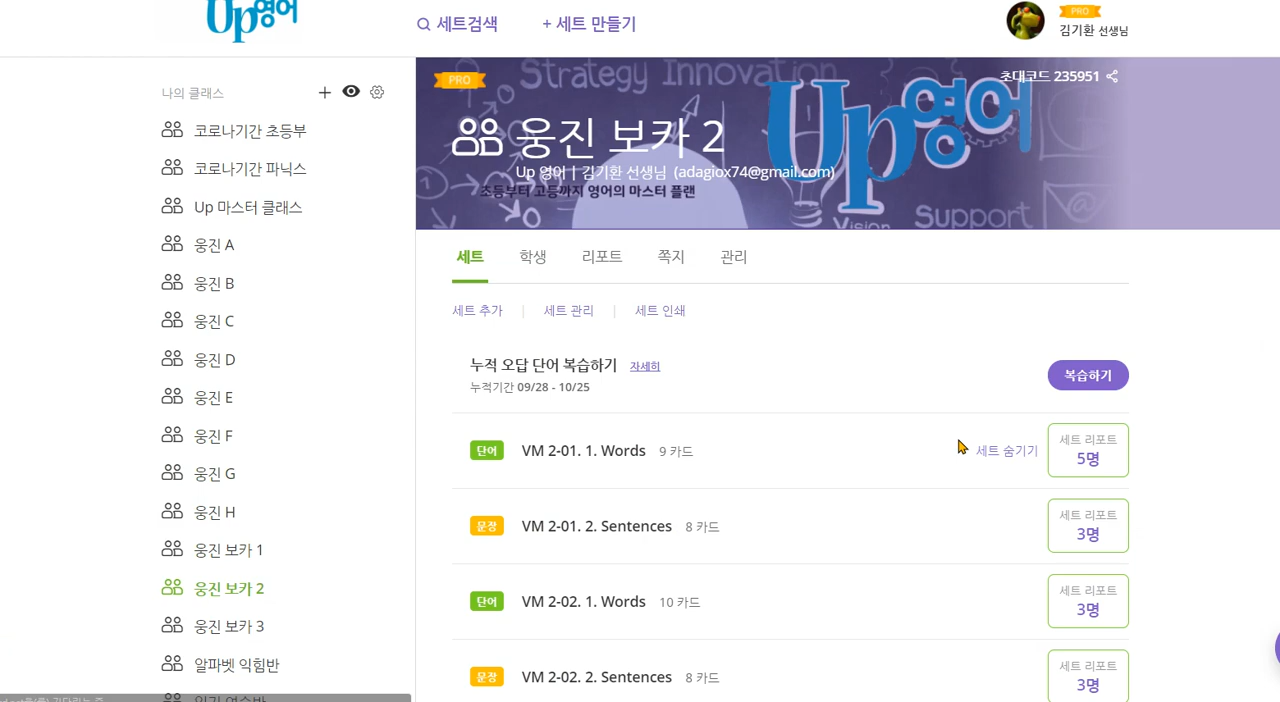 Up영어
세트검색
+ 세트 만들기
PRO
김기환 선생님
나의 클래스
코로나기간 초등부
코로나기간 파닉스
Up 마스터 클래스
웅진 A
웅진 B
웅진 C
웅진 D
웅진 E
웅진 F
웅진 G
웅진 H
웅진 보카 1
웅진 보카 2
웅진 보카 3
알파벳 익힘반
PRO
Strategy Innovation
초대코드 235951
웅진 보카 2
Up영어
Up 영어 | 김기환 선생님 (adagiox74@gmail.com)
초등부터 고등까지 영어의 마스터 플랜
Vision
Support
세트
학생
리포트
쪽지
관리
세트 추가 | 세트 관리 | 세트 인쇄
누적 오답 단어 복습하기 자세히
누적기간 09/28 - 10/25
복습하기
단어 VM 2-01. 1. Words 9 카드
세트 숨기기
세트 리포트
5명
문장 VM 2-01. 2. Sentences 8 카드
세트 리포트
3명
단어 VM 2-02. 1. Words 10 카드
세트 리포트
3명
문장 VM 2-02. 2. Sentences 8 카드
세트 리포트
3명